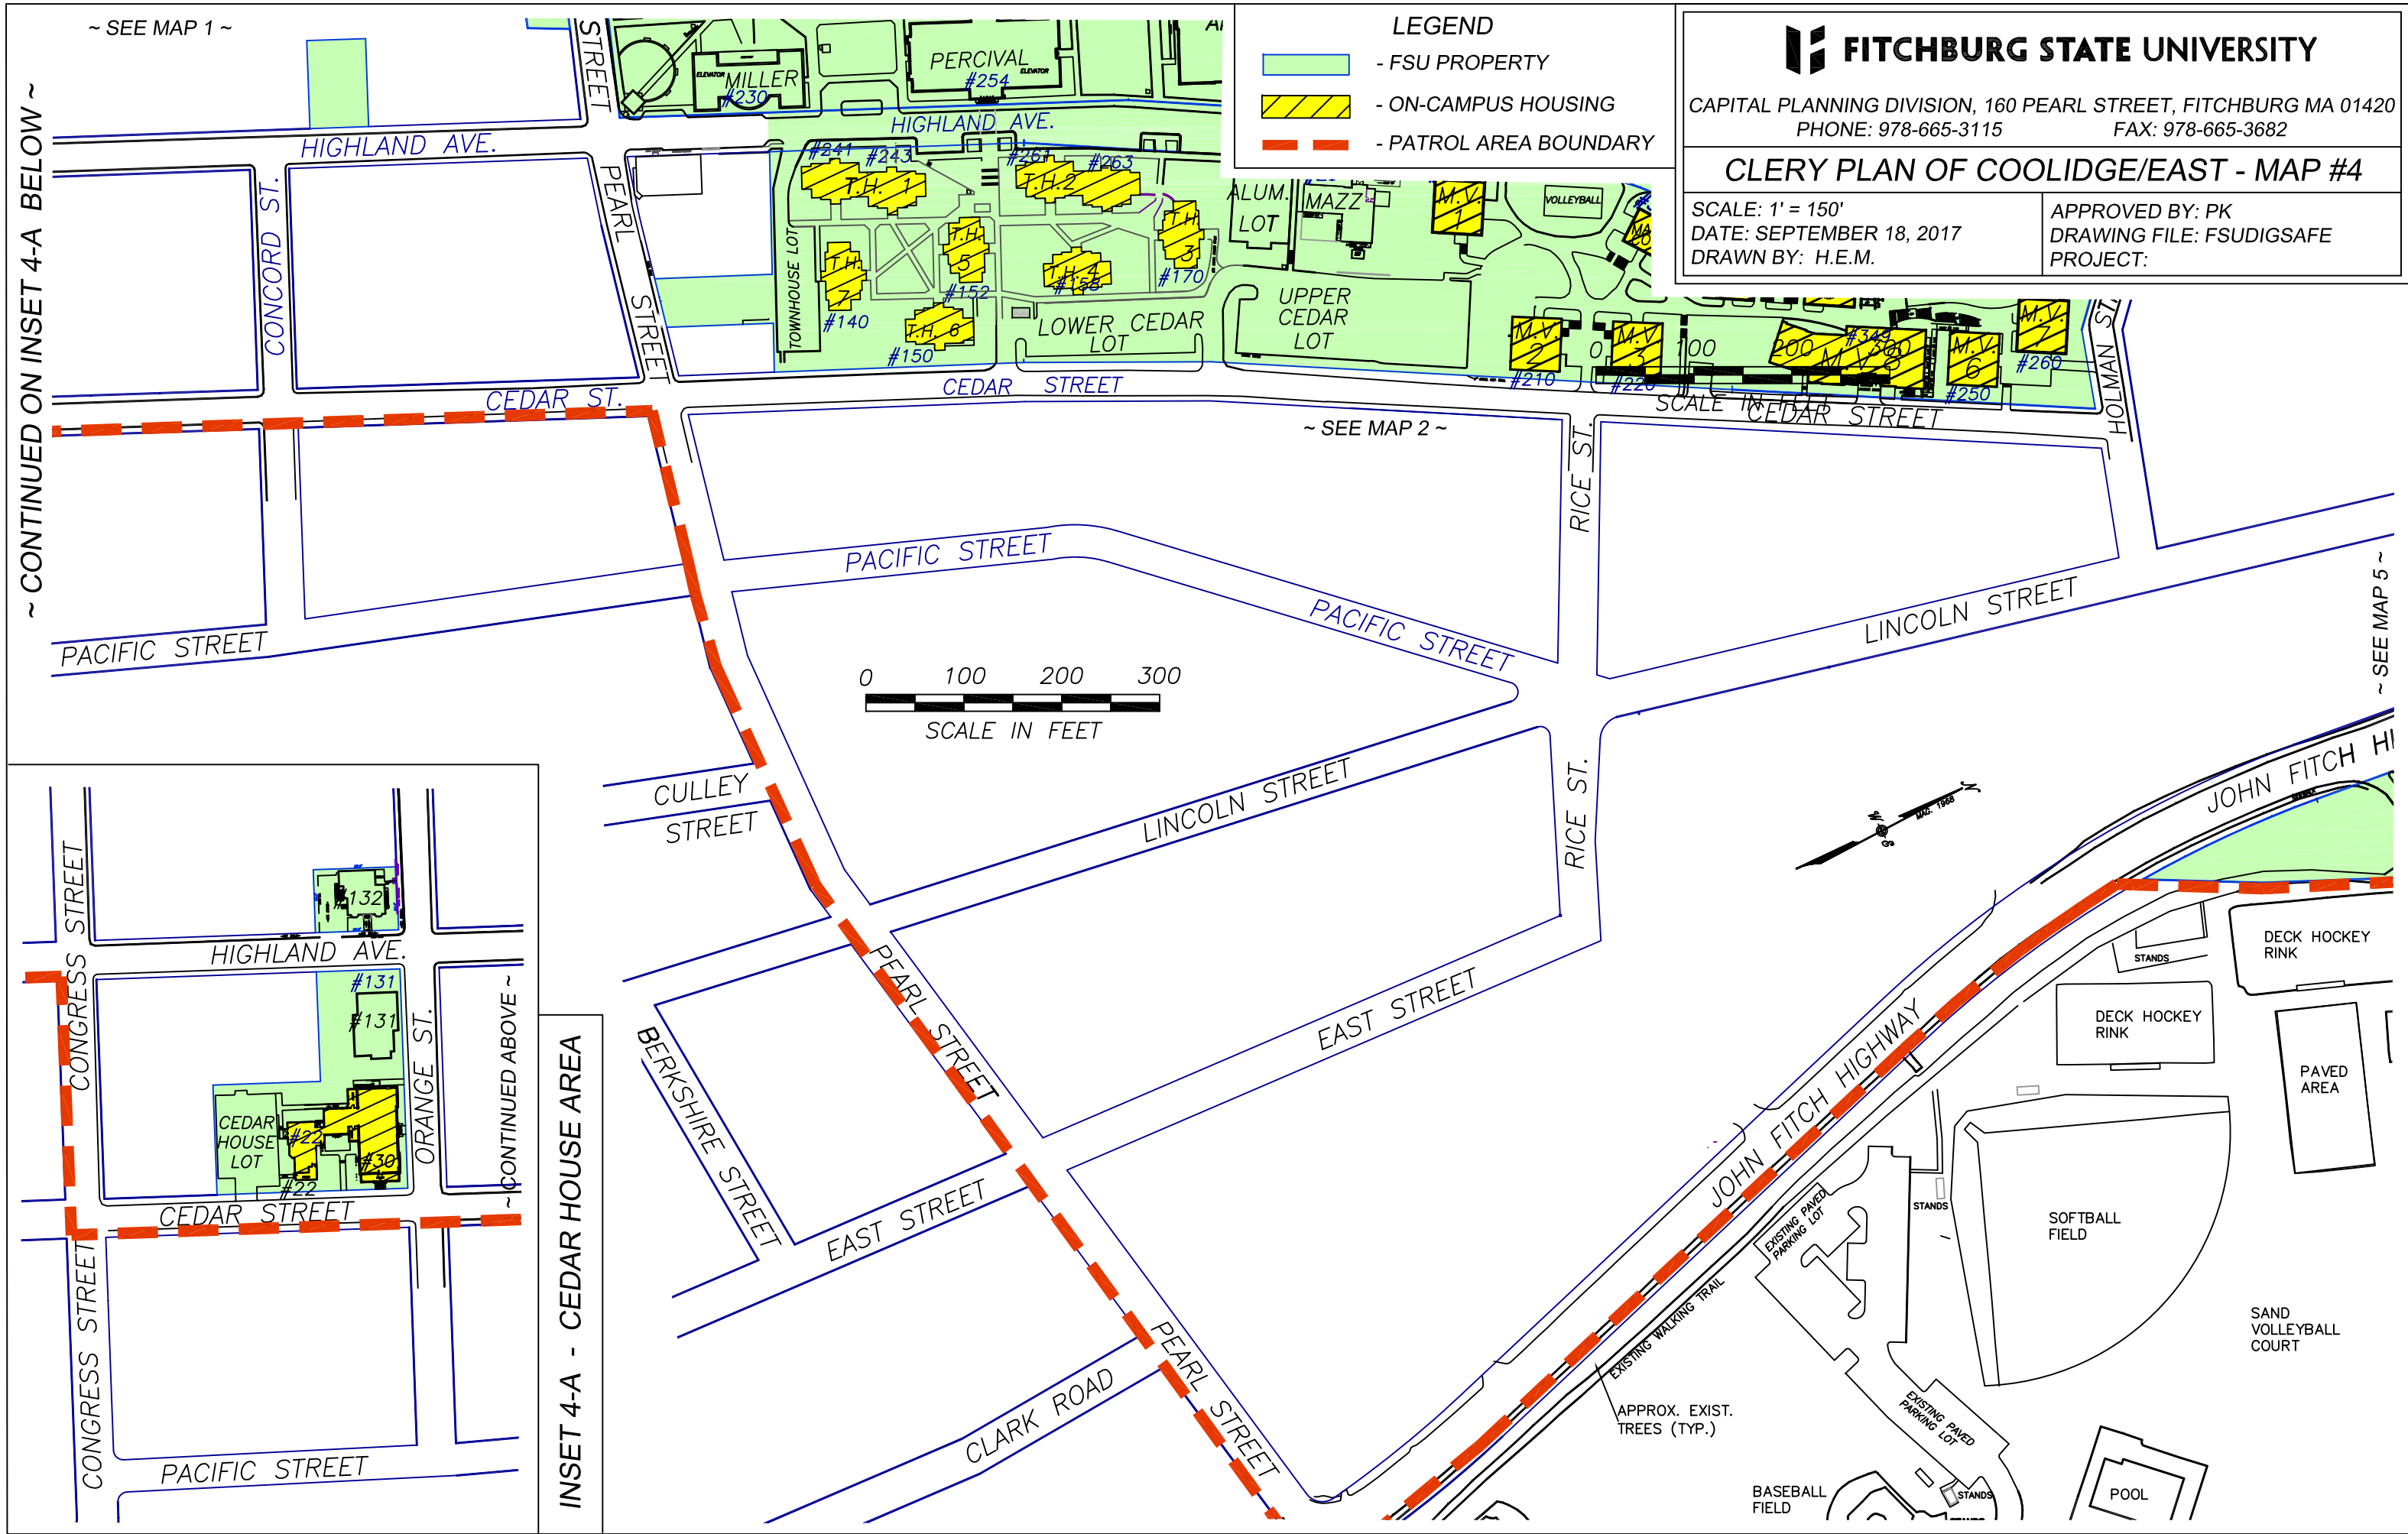 ~ SEE MAP 1 ~
~ CONTINUED ON INSET 4-A BELOW ~
STREET
ELEVATOR
MILLER
#230
PERCIVAL
#254
ELEVATOR
LEGEND
- FSU PROPERTY
- ON-CAMPUS HOUSING
- PATROL AREA BOUNDARY
FITCHBURG STATE UNIVERSITY
CAPITAL PLANNING DIVISION, 160 PEARL STREET, FITCHBURG MA 01420
PHONE: 978-665-3115 FAX: 978-665-3682
CLERY PLAN OF COOLIDGE/EAST - MAP #4
SCALE: 1' = 150'
DATE: SEPTEMBER 18, 2017
DRAWN BY: H.E.M.
APPROVED BY: PK
DRAWING FILE: FSUDIGSAFE
PROJECT:
HIGHLAND AVE.
HIGHLAND AVE.
CONCORD ST.
PEARL STREET
#241
#243
T.H. 1
#261
#263
T.H.2
T.H. 3
#170
T.H. 4
#158
T.H. 5
#152
T.H. 6
#150
T.H. 7
#140
TOWNHOUSE LOT
LOWER CEDAR
LOT
ALUM.
LOT
MAZZ
UPPER
CEDAR
LOT
M.V.
1
VOLLEYBALL
M.V.
2
#210
M.V.
3
#220
#349
M.V. 8
M.V.
6
#250
M.V.
7
#260
0 100 200 300
SCALE IN FEET
HOLMAN ST.
CEDAR ST.
CEDAR STREET
CEDAR STREET
~ SEE MAP 2 ~
RICE ST.
PACIFIC STREET
PACIFIC STREET
PACIFIC STREET
LINCOLN STREET
~ SEE MAP 5 ~
0 100 200 300
SCALE IN FEET
CULLEY
STREET
LINCOLN STREET
RICE ST.
N
MAG. 1968
JOHN FITCH HI
DECK HOCKEY
RINK
STANDS
DECK HOCKEY
RINK
PAVED
AREA
PEARL STREET
EAST STREET
BERKSHIRE STREET
EAST STREET
JOHN FITCH HIGHWAY
EXISTING PAVED
PARKING LOT
STANDS
SOFTBALL
FIELD
EXISTING WALKING TRAIL
SAND
VOLLEYBALL
COURT
PEARL STREET
CLARK ROAD
APPROX. EXIST.
TREES (TYP.)
EXISTING PAVED
PARKING LOT
BASEBALL
FIELD
STANDS
POOL
CONGRESS STREET
#132
HIGHLAND AVE.
#131
#131
ORANGE ST.
~ CONTINUED ABOVE ~
CEDAR
HOUSE
LOT
#22
#30
#22
CEDAR STREET
CONGRESS STREET
PACIFIC STREET
INSET 4-A - CEDAR HOUSE AREA